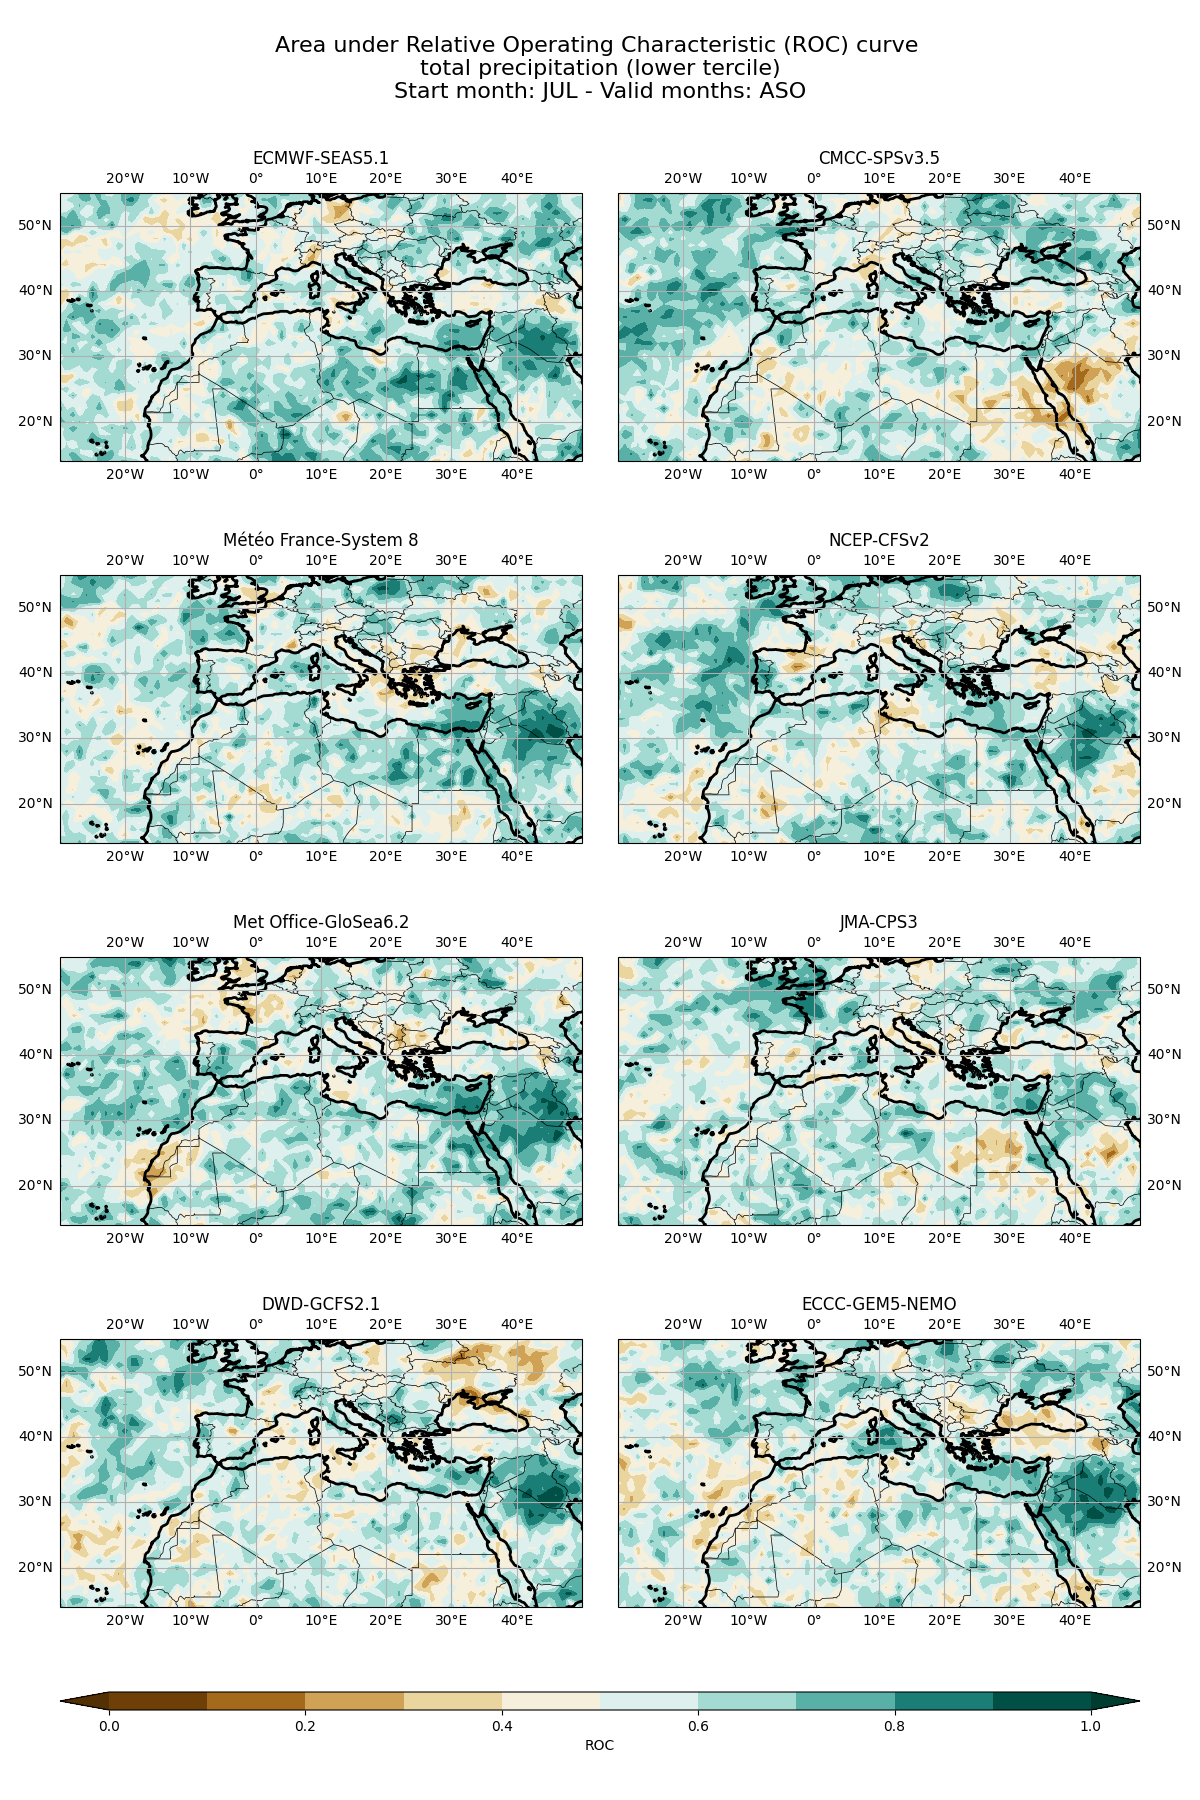 Area under Relative Operating Characteristic (ROC) curve
total precipitation (lower tercile)
Start month: JUL - Valid months: ASO
ECMWF-SEAS5.1
20°W 10°W 0° 10°E 20°E 30°E 40°E
50°N
40°N
30°N
20°N
20°W 10°W 0° 10°E 20°E 30°E 40°E
CMCC-SPSv3.5
20°W 10°W 0° 10°E 20°E 30°E 40°E
50°N
40°N
30°N
20°N
20°W 10°W 0° 10°E 20°E 30°E 40°E
Météo France-System 8
20°W 10°W 0° 10°E 20°E 30°E 40°E
50°N
40°N
30°N
20°N
20°W 10°W 0° 10°E 20°E 30°E 40°E
NCEP-CFSv2
20°W 10°W 0° 10°E 20°E 30°E 40°E
50°N
40°N
30°N
20°N
20°W 10°W 0° 10°E 20°E 30°E 40°E
Met Office-GloSea6.2
20°W 10°W 0° 10°E 20°E 30°E 40°E
50°N
40°N
30°N
20°N
20°W 10°W 0° 10°E 20°E 30°E 40°E
JMA-CPS3
20°W 10°W 0° 10°E 20°E 30°E 40°E
50°N
40°N
30°N
20°N
20°W 10°W 0° 10°E 20°E 30°E 40°E
DWD-GCFS2.1
20°W 10°W 0° 10°E 20°E 30°E 40°E
50°N
40°N
30°N
20°N
20°W 10°W 0° 10°E 20°E 30°E 40°E
ECCC-GEM5-NEMO
20°W 10°W 0° 10°E 20°E 30°E 40°E
50°N
40°N
30°N
20°N
20°W 10°W 0° 10°E 20°E 30°E 40°E
0.0 0.2 0.4 0.6 0.8 1.0
ROC